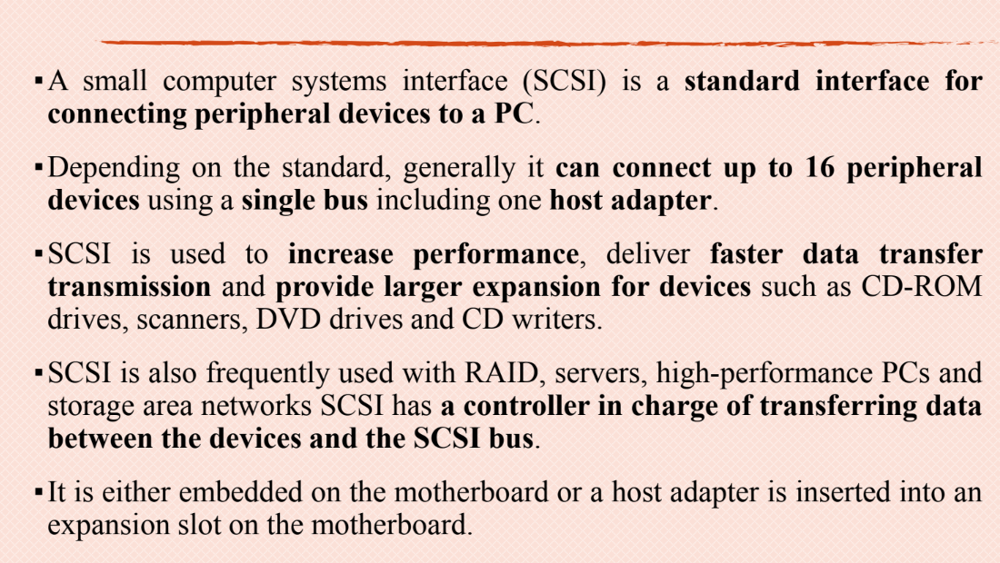 ▪A small computer systems interface (SCSI) is a standard interface for
connecting peripheral devices to a PC.
▪Depending on the standard, generally it can connect up to 16 peripheral
devices using a single bus including one host adapter.
▪SCSI is used to increase performance, deliver faster data transfer
transmission and provide larger expansion for devices such as CD-ROM
drives, scanners, DVD drives and CD writers.
▪SCSI is also frequently used with RAID, servers, high-performance PCs and
storage area networks SCSI has a controller in charge of transferring data
between the devices and the SCSI bus.
▪It is either embedded on the motherboard or a host adapter is inserted into an
expansion slot on the motherboard.